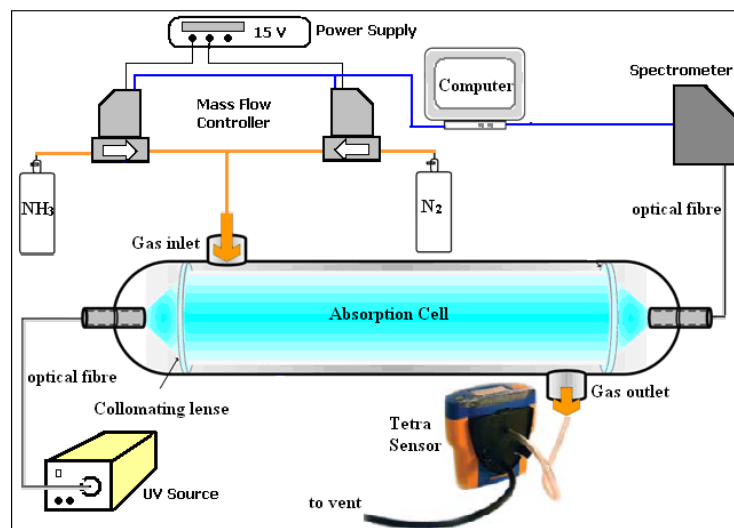 15 V
Power Supply
Computer
Spectrometer
Mass Flow
Controller
NH3
N2
optical fibre
Gas inlet
Absorption Cell
optical fibre
Collomating lense
Gas outlet
Tetra
Sensor
UV Source
to vent